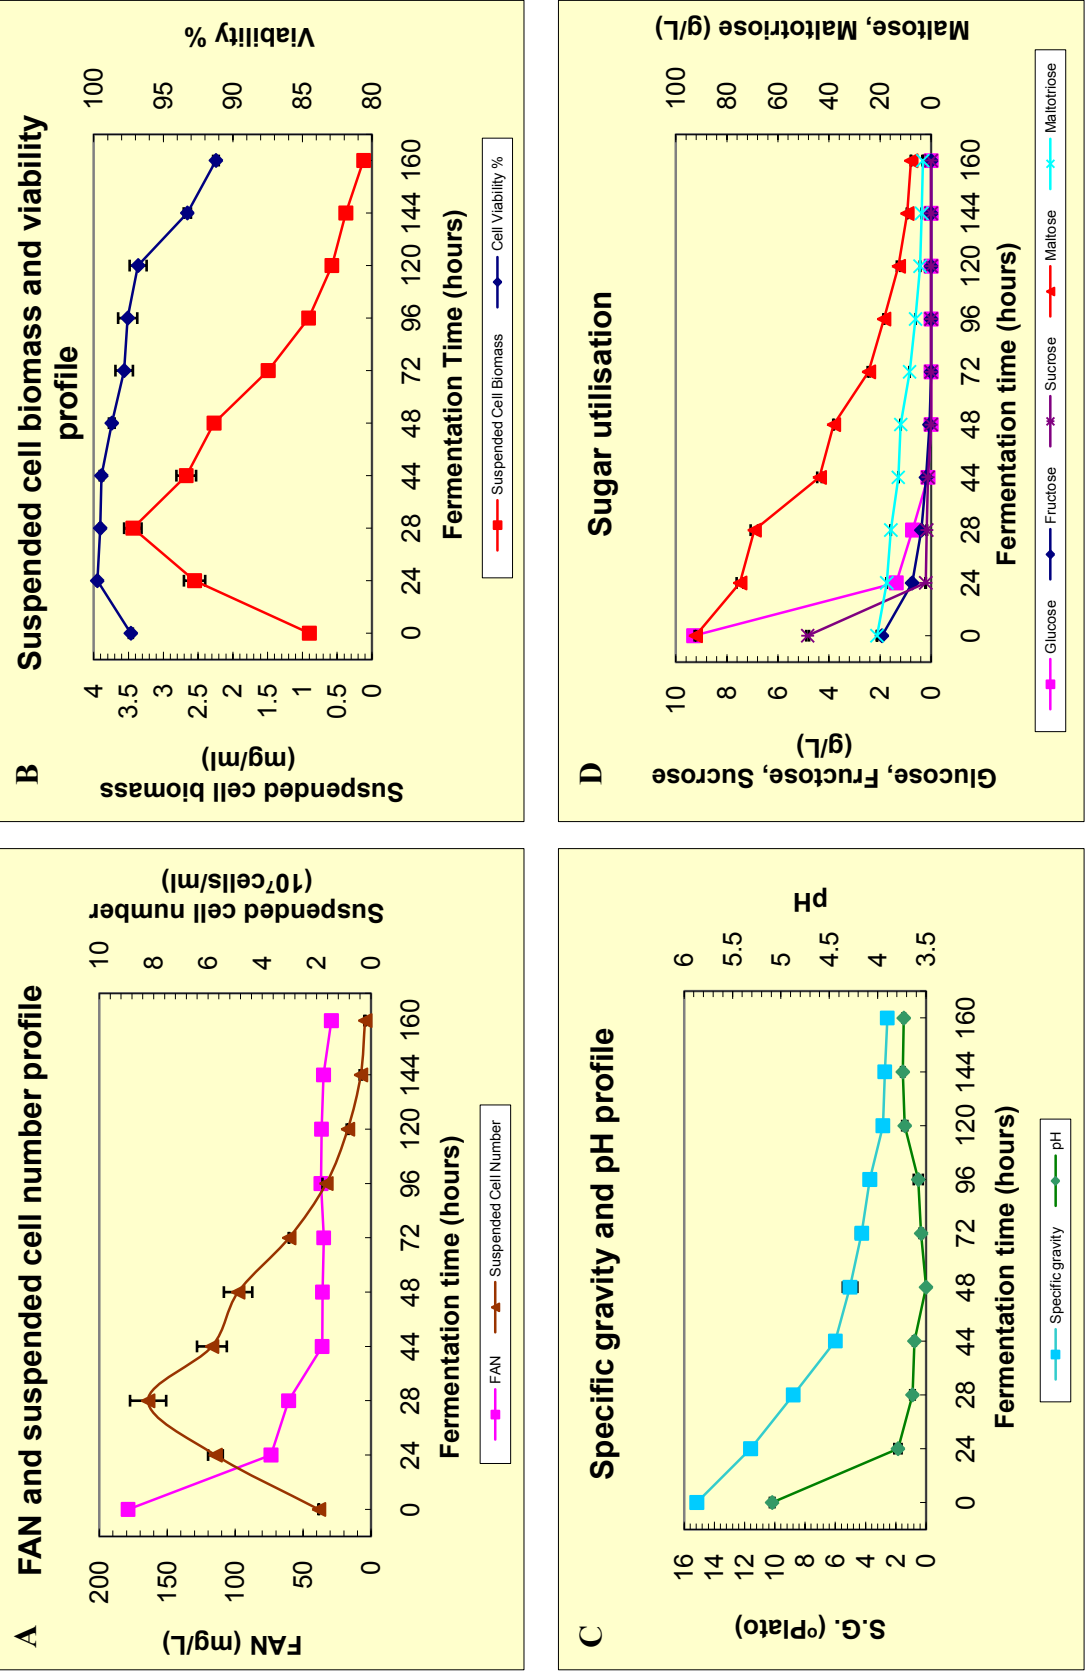 A
FAN and suspended cell number profile
FAN (mg/L)
200
150
100
50
0
Suspended cell number
(10⁷cells/ml)
10
8
6
4
2
0
0 24 28 44 48 72 96 120 144 160
Fermentation time (hours)
FAN Suspended Cell Number
B
Suspended cell biomass and viability
profile
Suspended cell biomass
(mg/ml)
4
3.5
3
2.5
2
1.5
1
0.5
0
Viability %
100
95
90
85
80
0 24 28 44 48 72 96 120 144 160
Fermentation Time (hours)
Suspended Cell Biomass Cell Viability %
C
Specific gravity and pH profile
S.G. (ºPlato)
16
14
12
10
8
6
4
2
0
pH
6
5.5
5
4.5
4
3.5
0 24 28 44 48 72 96 120 144 160
Fermentation time (hours)
Specific gravity pH
D
Sugar utilisation
Glucose, Fructose, Sucrose
(g/L)
10
8
6
4
2
0
Maltose, Maltotriose (g/L)
100
80
60
40
20
0
0 24 28 44 48 72 96 120 144 160
Fermentation time (hours)
Glucose Fructose Sucrose Maltose Maltotriose